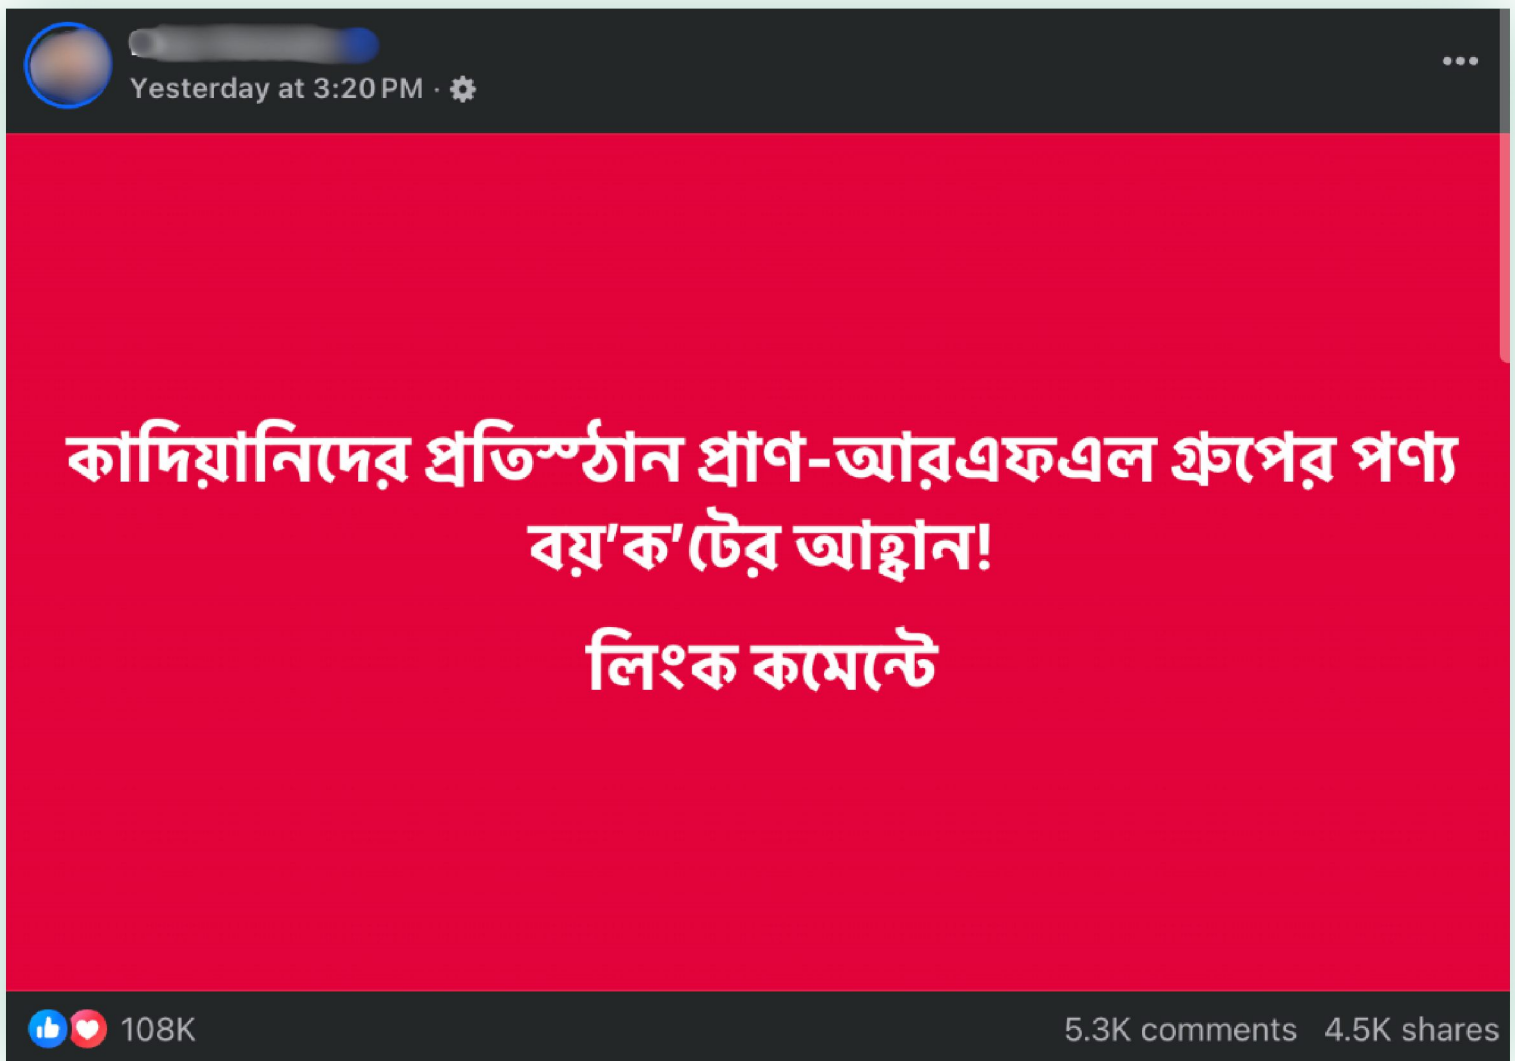 Yesterday at 3:20 PM ·
কাদিয়ানিদের প্রতিস্ঠান প্রাণ-আরএফএল গ্রুপের পণ্য
বয়'ক'টের আহ্বান!
লিংক কমেন্টে
108K 5.3K comments 4.5K shares